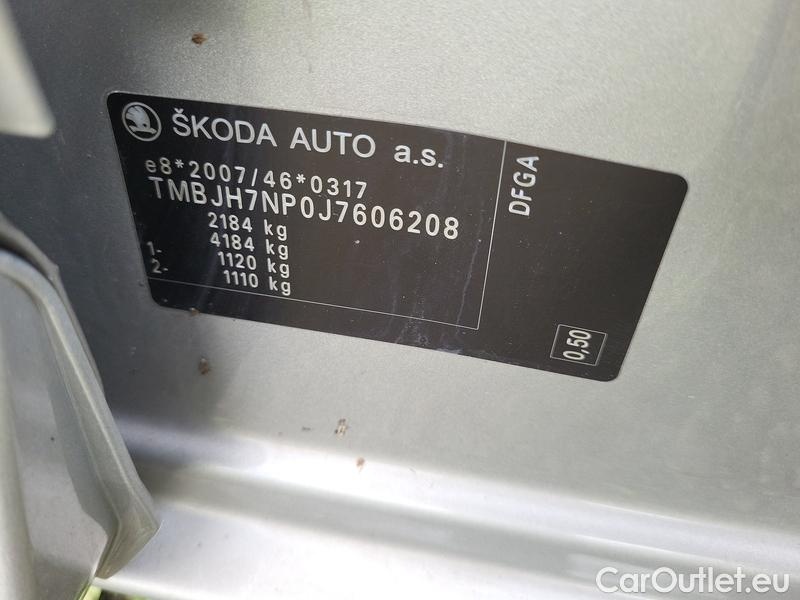 ŠKODA AUTO a.s.
e8*2007/46*0317
TMBJH7NP0J7606208
2184 kg
4184 kg
1- 1120 kg
2- 1110 kg
DFGA
0,50
CarOutlet.eu